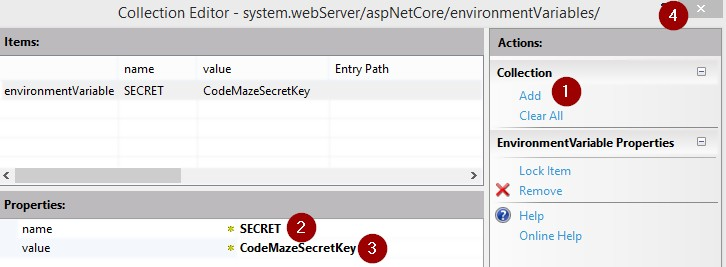 Collection Editor - system.webServer/aspNetCore/environmentVariables/
4
Items:
name value Entry Path
environmentVariable SECRET CodeMazeSecretKey
Properties:
name SECRET 2
value CodeMazeSecretKey 3
Actions:
Collection
Add 1
Clear All
EnvironmentVariable Properties
Lock Item
Remove
Help
Online Help